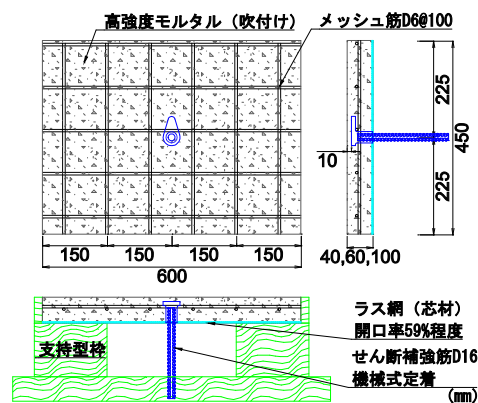 高強度モルタル（吹付け）
メッシュ筋D6@100
225
450
225
10
150 150 150 150
600
40,60,100
ラス網（芯材）
開口率59%程度
支持型枠
せん断補強筋D16
機械式定着
(mm)